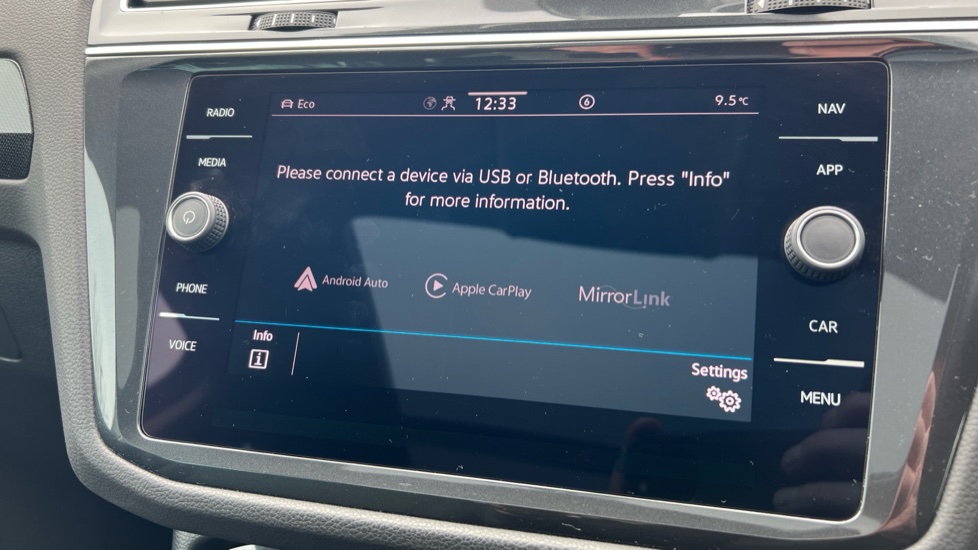 RADIO
MEDIA
PHONE
VOICE
Eco 12:33 6 9.5°C
Please connect a device via USB or Bluetooth. Press "Info"
for more information.
Android Auto Apple CarPlay MirrorLink
Info
i
Settings
NAV
APP
CAR
MENU